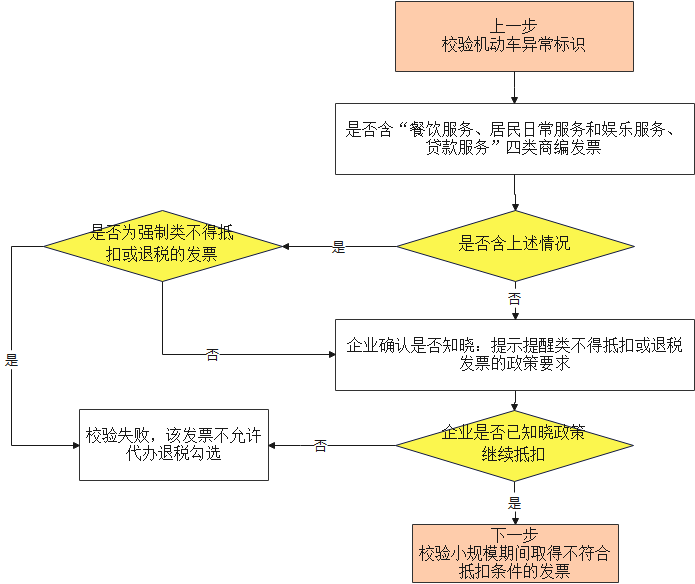 上一步
校验机动车异常标识
是否含“餐饮服务、居民日常服务和娱乐服务、
贷款服务”四类商编发票
是否为强制类不得抵
扣或退税的发票
是
是否含上述情况
否
是
否
企业确认是否知晓：提示提醒类不得抵扣或退税
发票的政策要求
校验失败，该发票不允许
代办退税勾选
否
企业是否已知晓政策
继续抵扣
是
下一步
校验小规模期间取得不符合
抵扣条件的发票